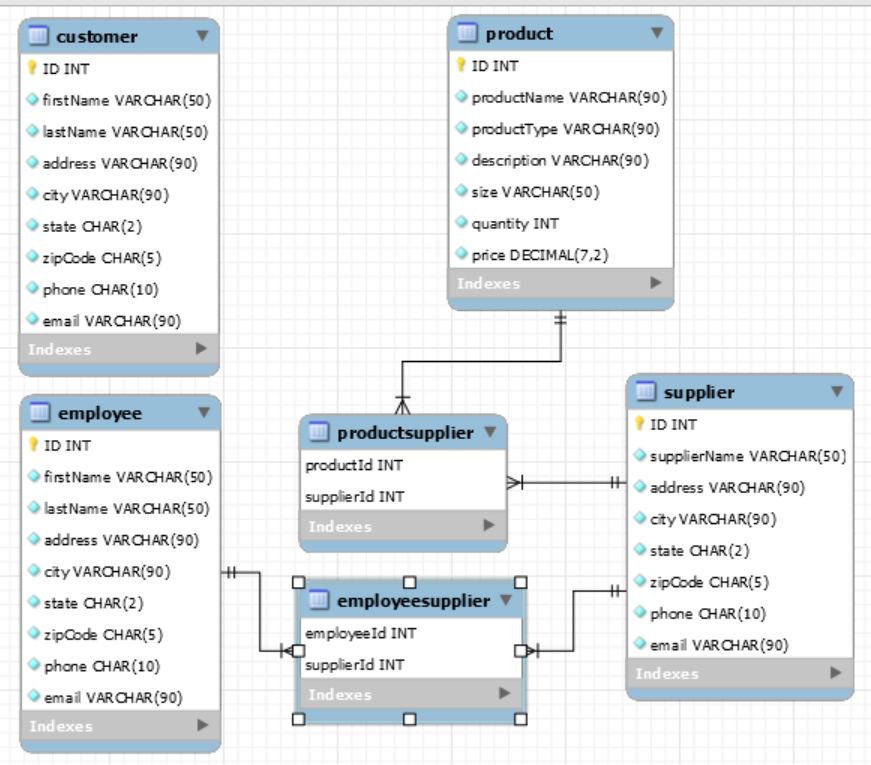 customer
ID INT
firstName VARCHAR(50)
lastName VARCHAR(50)
address VARCHAR(90)
city VARCHAR(90)
state CHAR(2)
zipCode CHAR(5)
phone CHAR(10)
email VARCHAR(90)
Indexes
product
ID INT
productName VARCHAR(90)
productType VARCHAR(90)
description VARCHAR(90)
size VARCHAR(50)
quantity INT
price DECIMAL(7,2)
Indexes
employee
ID INT
firstName VARCHAR(50)
lastName VARCHAR(50)
address VARCHAR(90)
city VARCHAR(90)
state CHAR(2)
zipCode CHAR(5)
phone CHAR(10)
email VARCHAR(90)
Indexes
productsupplier
productId INT
supplierId INT
Indexes
employeesupplier
employeeId INT
supplierId INT
Indexes
supplier
ID INT
supplierName VARCHAR(50)
address VARCHAR(90)
city VARCHAR(90)
state CHAR(2)
zipCode CHAR(5)
phone CHAR(10)
email VARCHAR(90)
Indexes